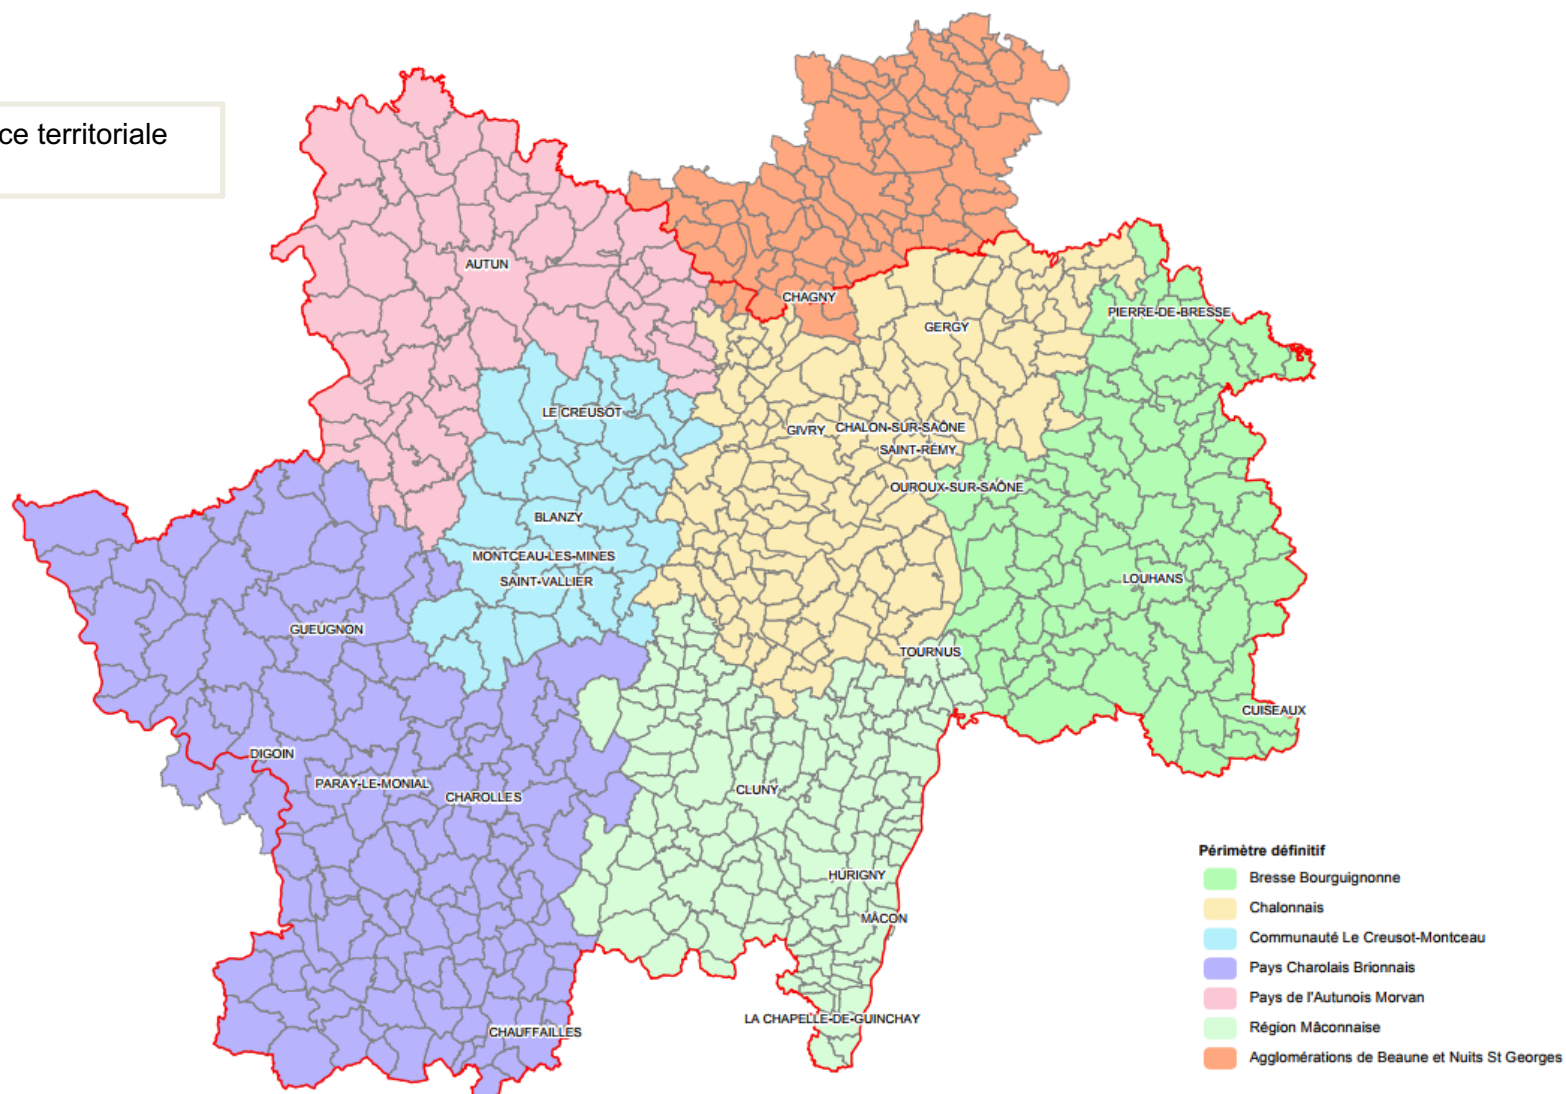 ce territoriale
AUTUN
CHAGNY
PIERRE-DE-BRESSE
GERGY
LE CREUSOT
GIVRY
CHALON-SUR-SAÔNE
SAINT-REMY
OUROUX-SUR-SAÔNE
BLANZY
MONTCEAU-LES-MINES
SAINT-VALLIER
LOUHANS
GUEUGNON
TOURNUS
CUISEAUX
DIGOIN
PARAY-LE-MONIAL
CHAROLLES
CLUNY
HURIGNY
MÂCON
LA CHAPELLE-DE-GUINCHAY
CHAUFFAILLES
Périmètre définitif
Bresse Bourguignonne
Chalonnais
Communauté Le Creusot-Montceau
Pays Charolais Brionnais
Pays de l'Autunois Morvan
Région Mâconnaise
Agglomérations de Beaune et Nuits St Georges